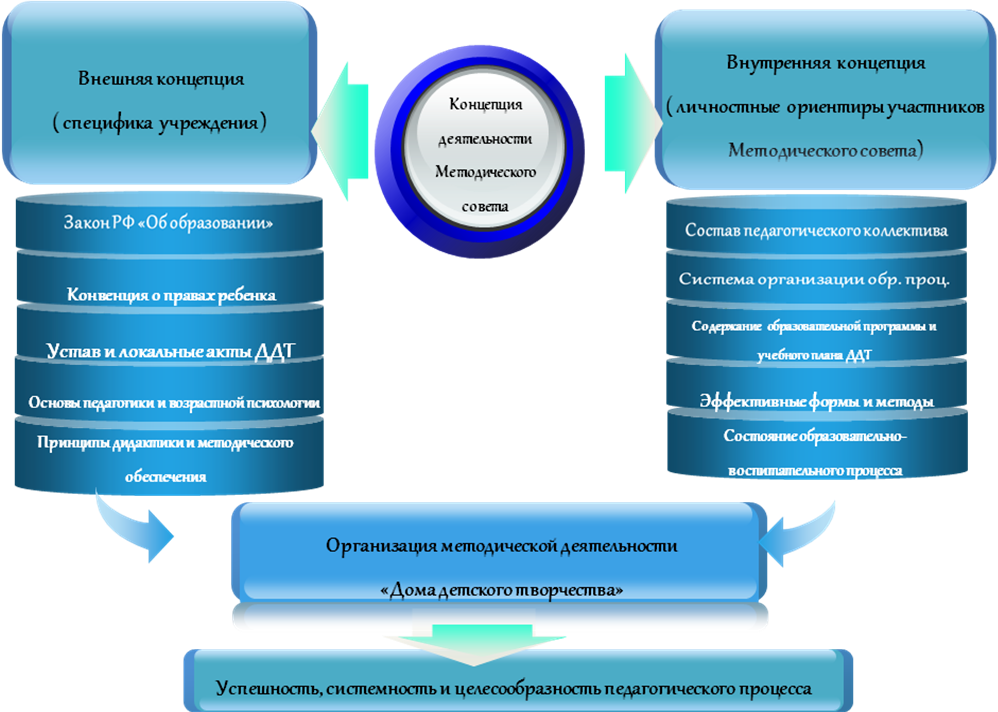 Внешняя концепция
( специфика учреждения)
Концепция
деятельности
Методического
совета
Внутренняя концепция
( личностные ориентиры участников
Методического совета)
Закон РФ «Об образовании»
Конвенция о правах ребенка
Устав и локальные акты ДДТ
Основы педагогики и возрастной психологии
Принципы дидактики и методического
обеспечения
Состав педагогического коллектива
Система организации обр. проц.
Содержание образовательной программы и
учебного плана ДДТ
Эффективные формы и методы
Состояние образовательно-
воспитательного процесса
Организация методической деятельности
«Дома детского творчества»
Успешность, системность и целесообразность педагогического процесса